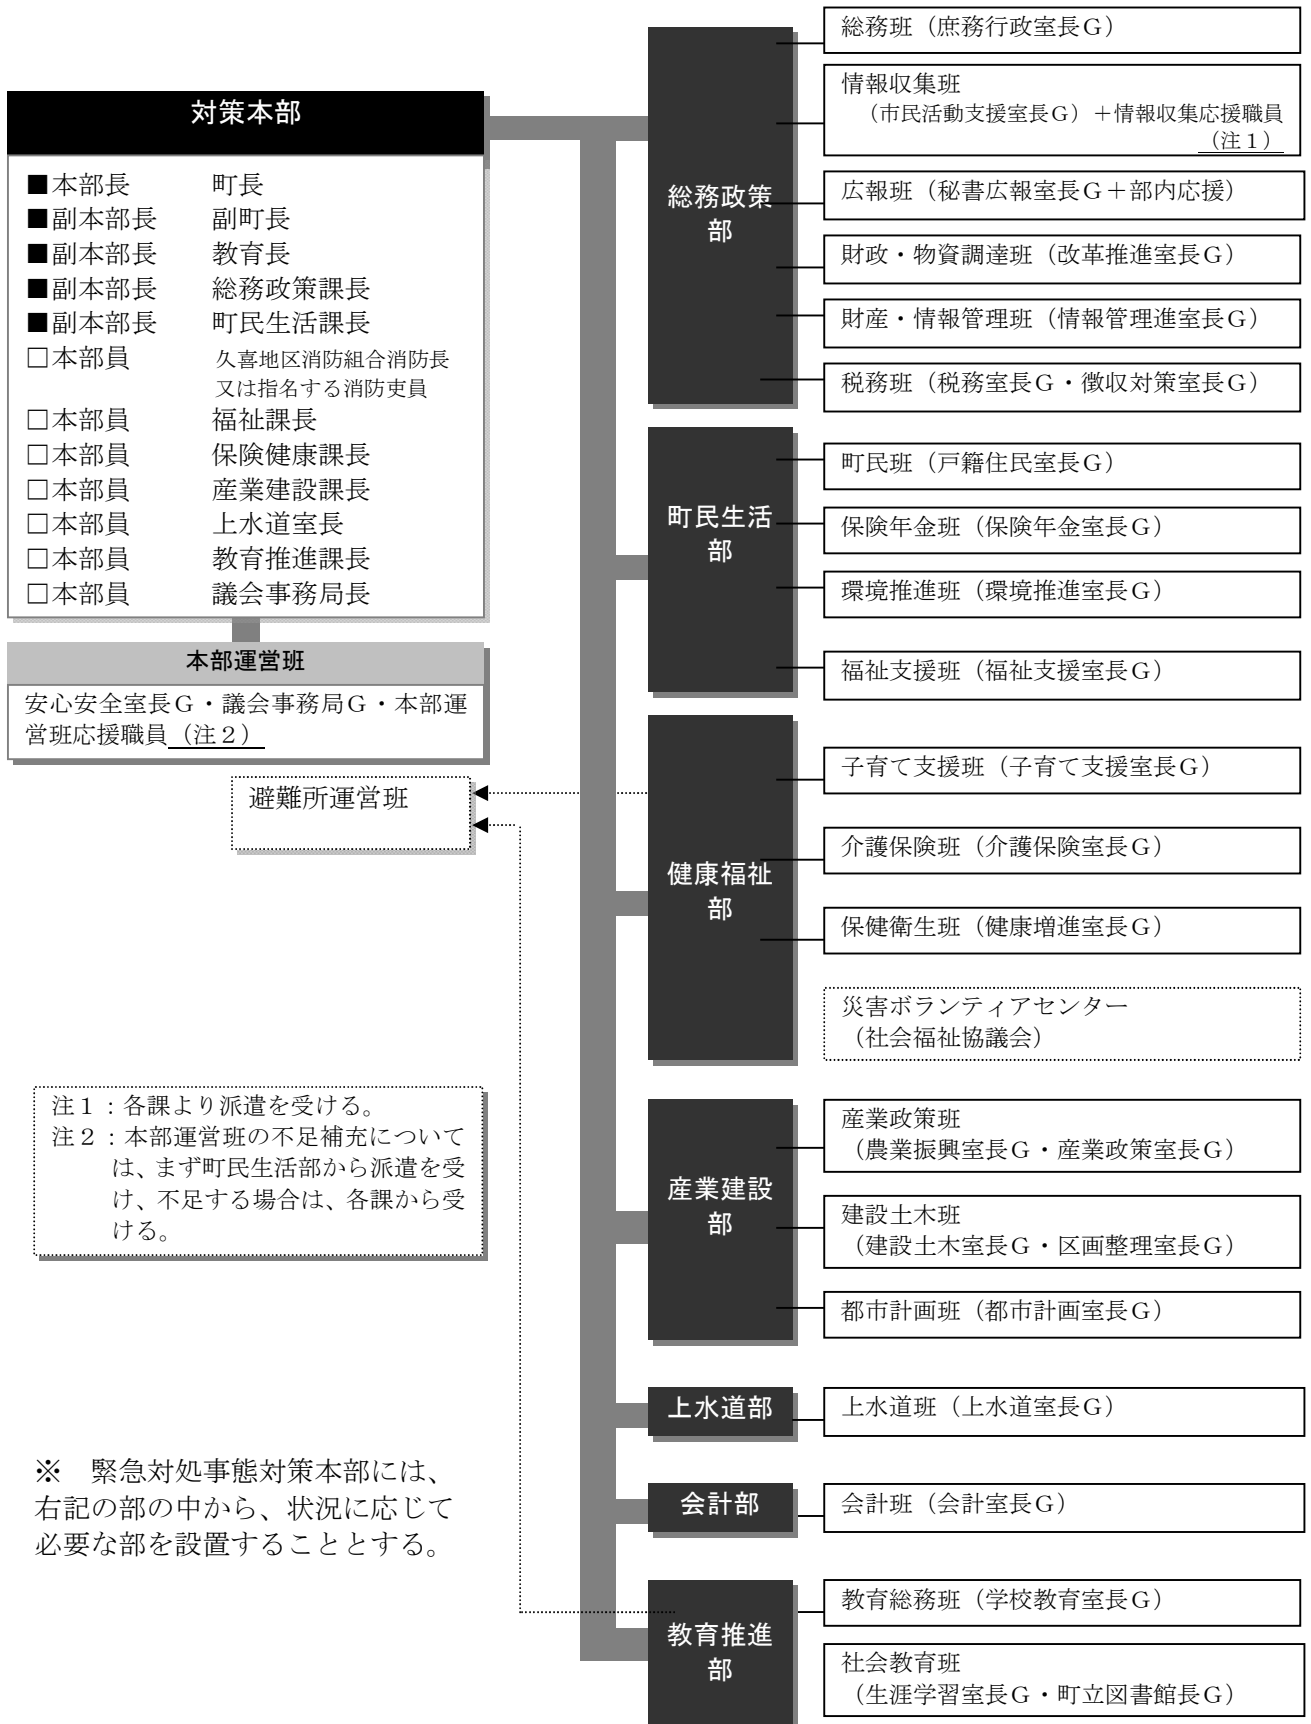 対策本部
■本部長 町長
■副本部長 副町長
■副本部長 教育長
■副本部長 総務政策課長
■副本部長 町民生活課長
□本部員 久喜地区消防組合消防長
又は指名する消防吏員
□本部員 福祉課長
□本部員 保険健康課長
□本部員 産業建設課長
□本部員 上水道室長
□本部員 教育推進課長
□本部員 議会事務局長
本部運営班
安心安全室長Ｇ・議会事務局Ｇ・本部運
営班応援職員（注２）
避難所運営班
注１：各課より派遣を受ける。
注２：本部運営班の不足補充について
は、まず町民生活部から派遣を受
け、不足する場合は、各課から受
ける。
※　緊急対処事態対策本部には、
右記の部の中から、状況に応じて
必要な部を設置することとする。
総務政策
部
総務班（庶務行政室長Ｇ）
情報収集班
（市民活動支援室長Ｇ）＋情報収集応援職員
（注１）
広報班（秘書広報室長Ｇ＋部内応援）
財政・物資調達班（改革推進室長Ｇ）
財産・情報管理班（情報管理進室長Ｇ）
税務班（税務室長Ｇ・徴収対策室長Ｇ）
町民生活
部
町民班（戸籍住民室長Ｇ）
保険年金班（保険年金室長Ｇ）
環境推進班（環境推進室長Ｇ）
福祉支援班（福祉支援室長Ｇ）
健康福祉
部
子育て支援班（子育て支援室長Ｇ）
介護保険班（介護保険室長Ｇ）
保健衛生班（健康増進室長Ｇ）
災害ボランティアセンター
（社会福祉協議会）
産業建設
部
産業政策班
（農業振興室長Ｇ・産業政策室長Ｇ）
建設土木班
（建設土木室長Ｇ・区画整理室長Ｇ）
都市計画班（都市計画室長Ｇ）
上水道部
上水道班（上水道室長Ｇ）
会計部
会計班（会計室長Ｇ）
教育推進
部
教育総務班（学校教育室長Ｇ）
社会教育班
（生涯学習室長Ｇ・町立図書館長Ｇ）